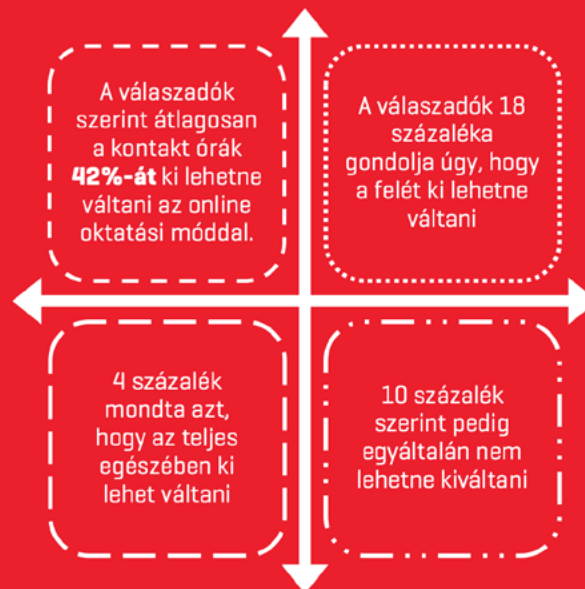 A válaszadók
szerint átlagosan
a kontakt órák
42%-át ki lehetne
váltani az online
oktatási móddal.
A válaszadók 18
százaléka
gondolja úgy, hogy
a felét ki lehetne
váltani
4 százalék
mondta azt,
hogy az teljes
egészében ki
lehet váltani
10 százalék
szerint pedig
egyáltalán nem
lehetne kiváltani